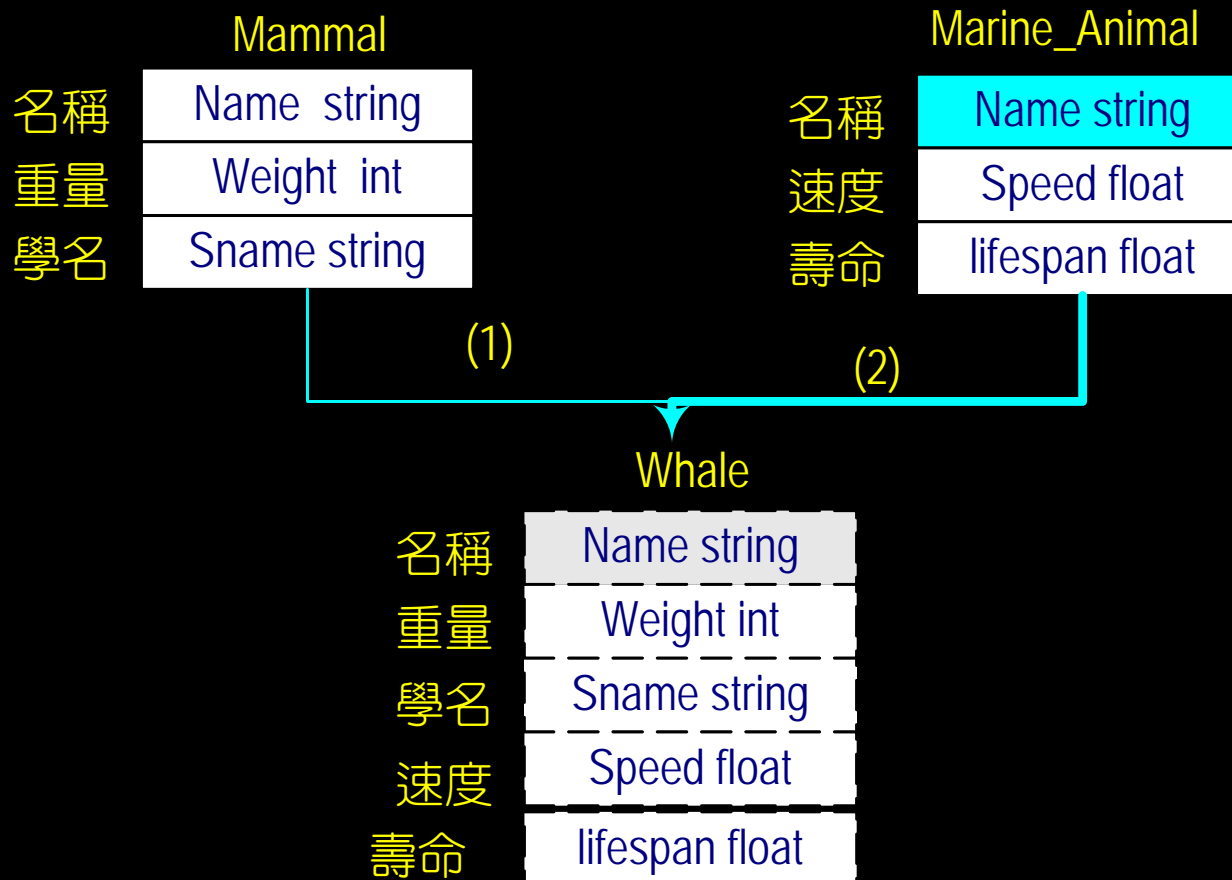 Mammal
名稱 Name string
重量 Weight int
學名 Sname string
Marine_Animal
名稱 Name string
速度 Speed float
壽命 lifespan float
(1)
(2)
Whale
名稱 Name string
重量 Weight int
學名 Sname string
速度 Speed float
壽命 lifespan float